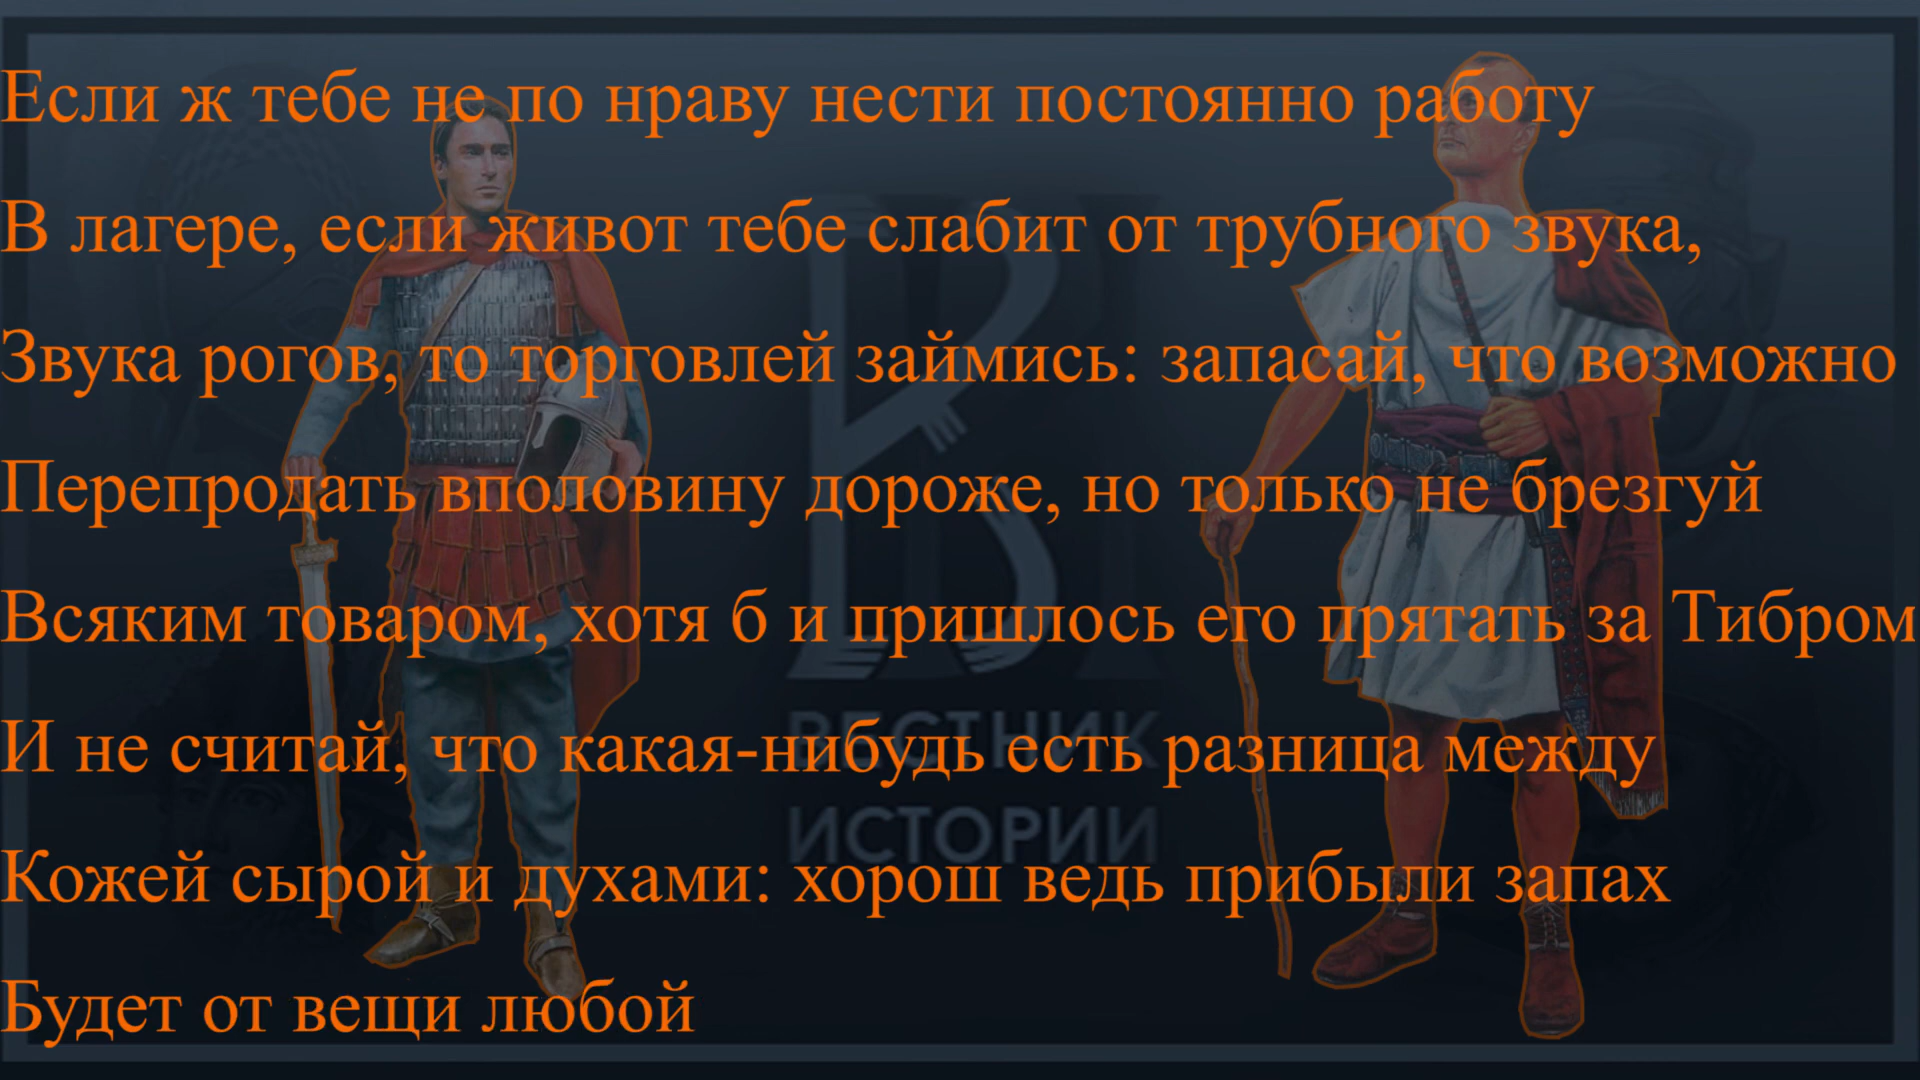 Если ж тебе не по нраву нести постоянно работу
В лагере, если живот тебе слабит от трубного звука,
Звука рогов, то торговлей займись: запасай, что возможно
Перепродать вполовину дороже, но только не брезгуй
Всяким товаром, хотя б и пришлось его прятать за Тибром
И не считай, что какая-нибудь есть разница между
Кожей сырой и духами: хорош ведь прибыли запах
Будет от вещи любой
ВЕСТНИК
ИСТОРИИ